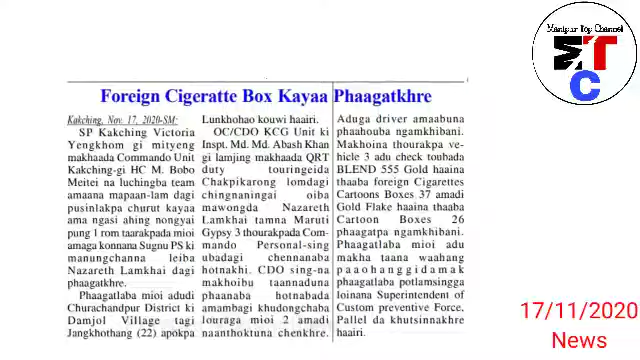 Manipur Top Channel
MTC
Foreign Cigeratte Box Kayaa Phaagatkhre
Kakching, Nov. 17, 2020-SM:
SP Kakching Victoria
Yengkhom gi mityeng
makhaada Commando Unit
Kakching-gi HC M. Bobo
Meitei na luchingba team
amaana mapaan-lam dagi
pusinlakpa churut kayaa
ama ngasi ahing nongyai
pung 1 rom taarakpada mioi
amaga konnana Sugnu PS ki
manungchanna leiba
Nazareth Lamkhai dagi
phaagatkhre.
Phaagatlaba mioi adudi
Churachandpur District ki
Damjol Village tagi
Jangkhothang (22) apokpa
Lunkhohao kouwi haairi.
OC/CDO KCG Unit ki
Inspt. Md. Md. Abash Khan
gi lamjing makhaada QRT
duty touringeida
Chakpikarong lomdagi
chingnaningai oiba
mawongda Nazareth
Lamkhai tamna Maruti
Gypsy 3 thourakpada Com-
mando Personal-sing
ubadagi chennanaba
hotnakhi. CDO sing-na
makhoibu taannaduna
phaanaba hotnabada
amambagi khudongchaba
louraga mioi 2 amadi
naanthoktuna chenkhre.
Aduga driver amaabuna
phaahouba ngamkhibani.
Makhoina thourakpa ve-
hicle 3 adu check toubada
BLEND 555 Gold haaina
thaaba foreign Cigarettes
Cartoons Boxes 37 amadi
Gold Flake haaina thaaba
Cartoon Boxes 26
phaagatpa ngamkhibani.
Phaagatlaba mioi adu
makha taana waahang
paaohanggidamak
phaagatlaba potlamsingga
loinana Superintendent of
Custom preventive Force,
Pallel da khutsinnakhre
haairi.
17/11/2020
News